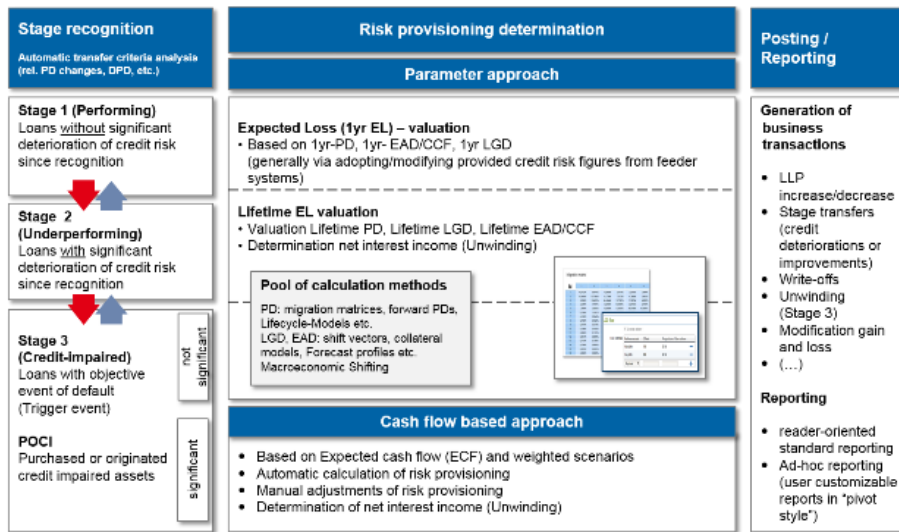 Stage recognition
Automatic transfer criteria analysis
(rel. PD changes, DPD, etc.)
Stage 1 (Performing)
Loans without significant
deterioration of credit risk
since recognition
Stage 2
(Underperforming)
Loans with significant
deterioration of credit risk
since recognition
Stage 3
(Credit-impaired)
Loans with objective
event of default
(Trigger event)
not
significant
POCI
Purchased or originated
credit impaired assets
significant
Risk provisioning determination
Parameter approach
Expected Loss (1yr EL) – valuation
• Based on 1yr-PD, 1yr- EAD/CCF, 1yr LGD
(generally via adopting/modifying provided credit risk figures from feeder
systems)
Lifetime EL valuation
• Valuation Lifetime PD, Lifetime LGD, Lifetime EAD/CCF
• Determination net interest income (Unwinding)
Pool of calculation methods
PD: migration matrices, forward PDs,
Lifecycle-Models etc.
LGD, EAD: shift vectors, collateral
models, Forecast profiles etc.
Macroeconomic Shifting
Cash flow based approach
• Based on Expected cash flow (ECF) and weighted scenarios
• Automatic calculation of risk provisioning
• Manual adjustments of risk provisioning
• Determination of net interest income (Unwinding)
Posting /
Reporting
Generation of
business
transactions
• LLP
increase/decrease
• Stage transfers
(credit
deteriorations or
improvements)
• Write-offs
• Unwinding
(Stage 3)
• Modification gain
and loss
• (…)
Reporting
• reader-oriented
standard reporting
• Ad-hoc reporting
(user customizable
reports in "pivot
style")